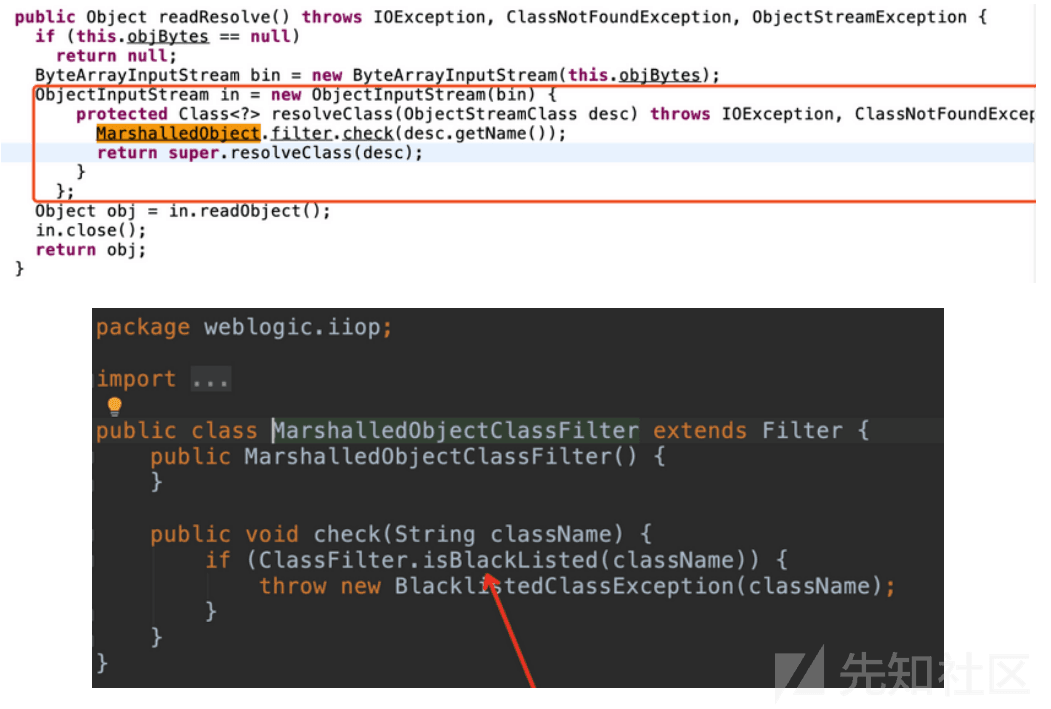 public Object readResolve() throws IOException, ClassNotFoundException, ObjectStreamException {
if (this.objBytes == null)
return null;
ByteArrayInputStream bin = new ByteArrayInputStream(this.objBytes);
ObjectInputStream in = new ObjectInputStream(bin) {
protected Class<?> resolveClass(ObjectStreamClass desc) throws IOException, ClassNotFoundExcep
MarshalledObject.filter.check(desc.getName());
return super.resolveClass(desc);
}
};
Object obj = in.readObject();
in.close();
return obj;
}
package weblogic.iiop;
import ...
public class MarshalledObjectClassFilter extends Filter {
public MarshalledObjectClassFilter() {
}
public void check(String className) {
if (ClassFilter.isBlackListed(className)) {
throw new BlacklistedClassException(className);
}
}
}
先知社区